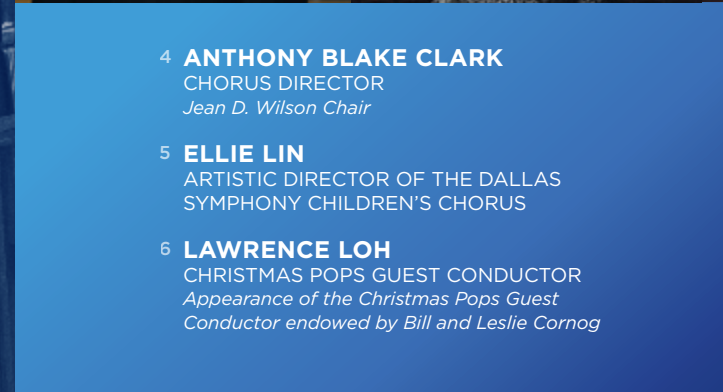 4 ANTHONY BLAKE CLARK
CHORUS DIRECTOR
Jean D. Wilson Chair
5 ELLIE LIN
ARTISTIC DIRECTOR OF THE DALLAS
SYMPHONY CHILDREN’S CHORUS
6 LAWRENCE LOH
CHRISTMAS POPS GUEST CONDUCTOR
Appearance of the Christmas Pops Guest
Conductor endowed by Bill and Leslie Cornog